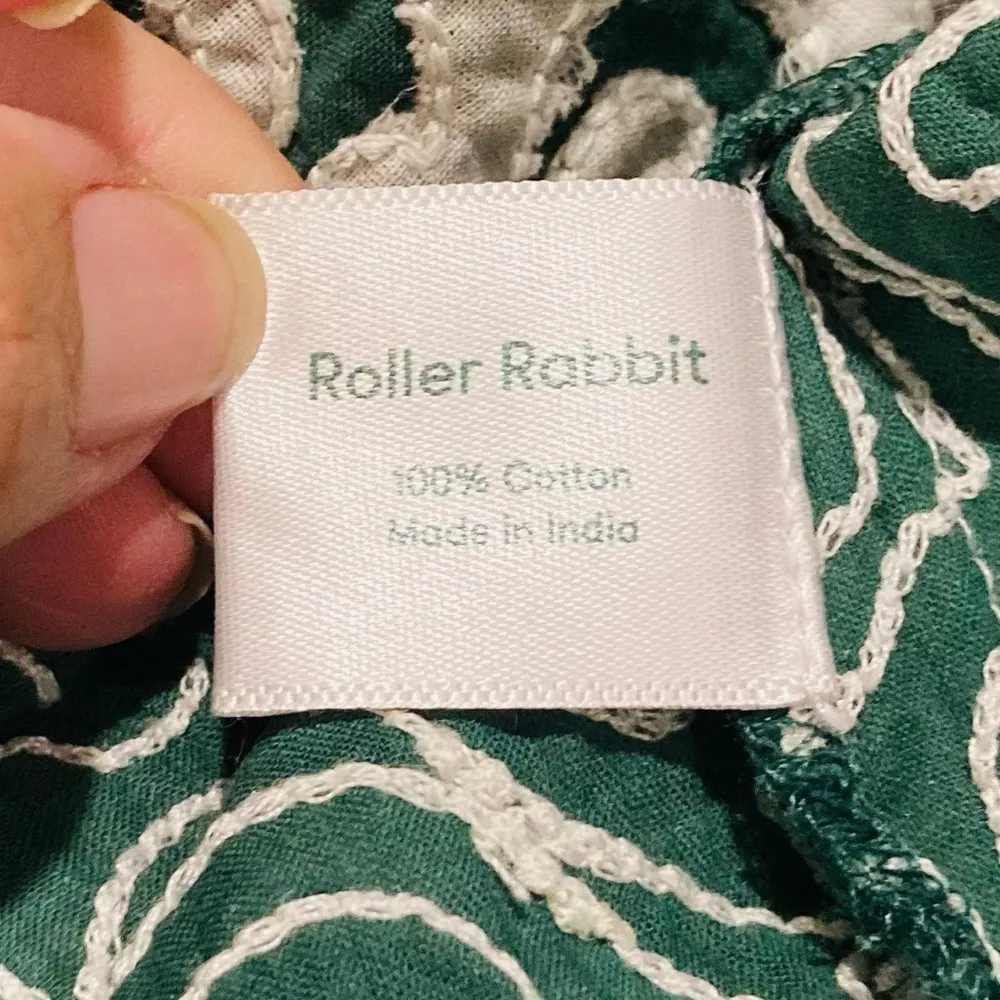 Roller Rabbit
100% Cotton
Made in India